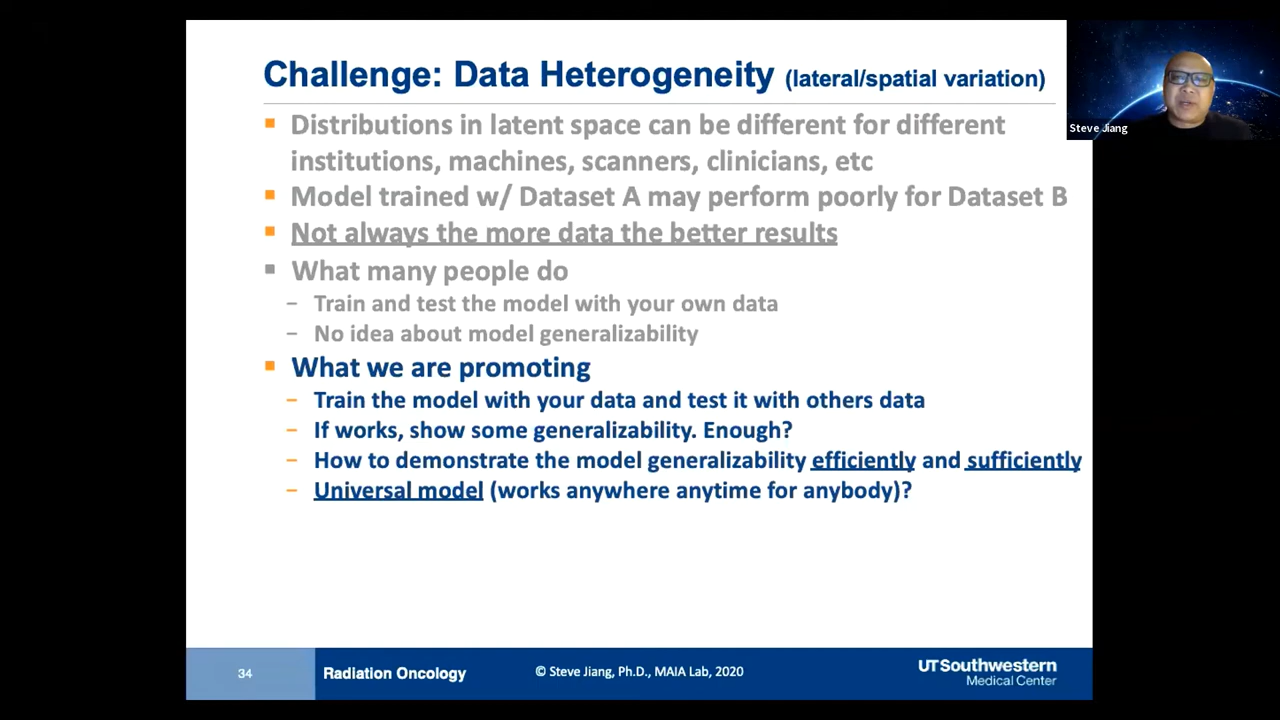 Challenge: Data Heterogeneity (lateral/spatial variation)
Steve Jiang
Distributions in latent space can be different for different
institutions, machines, scanners, clinicians, etc
Model trained w/ Dataset A may perform poorly for Dataset B
Not always the more data the better results
What many people do
– Train and test the model with your own data
– No idea about model generalizability
What we are promoting
– Train the model with your data and test it with others data
– If works, show some generalizability. Enough?
– How to demonstrate the model generalizability efficiently and sufficiently
– Universal model (works anywhere anytime for anybody)?
34
Radiation Oncology
© Steve Jiang, Ph.D., MAIA Lab, 2020
UTSouthwestern
Medical Center